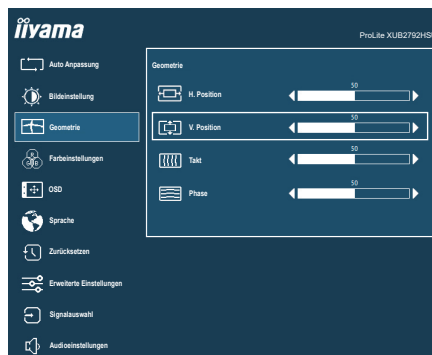 iiyama
ProLite XUB2792HSU
Auto Anpassung
Bildeinstellung
Geometrie
Farbeinstellungen
R
G B
OSD
Sprache
Zurücksetzen
Erweiterte Einstellungen
Signalauswahl
Audioeinstellungen
Geometrie
H. Position
50
V. Position
50
Takt
50
Phase
50